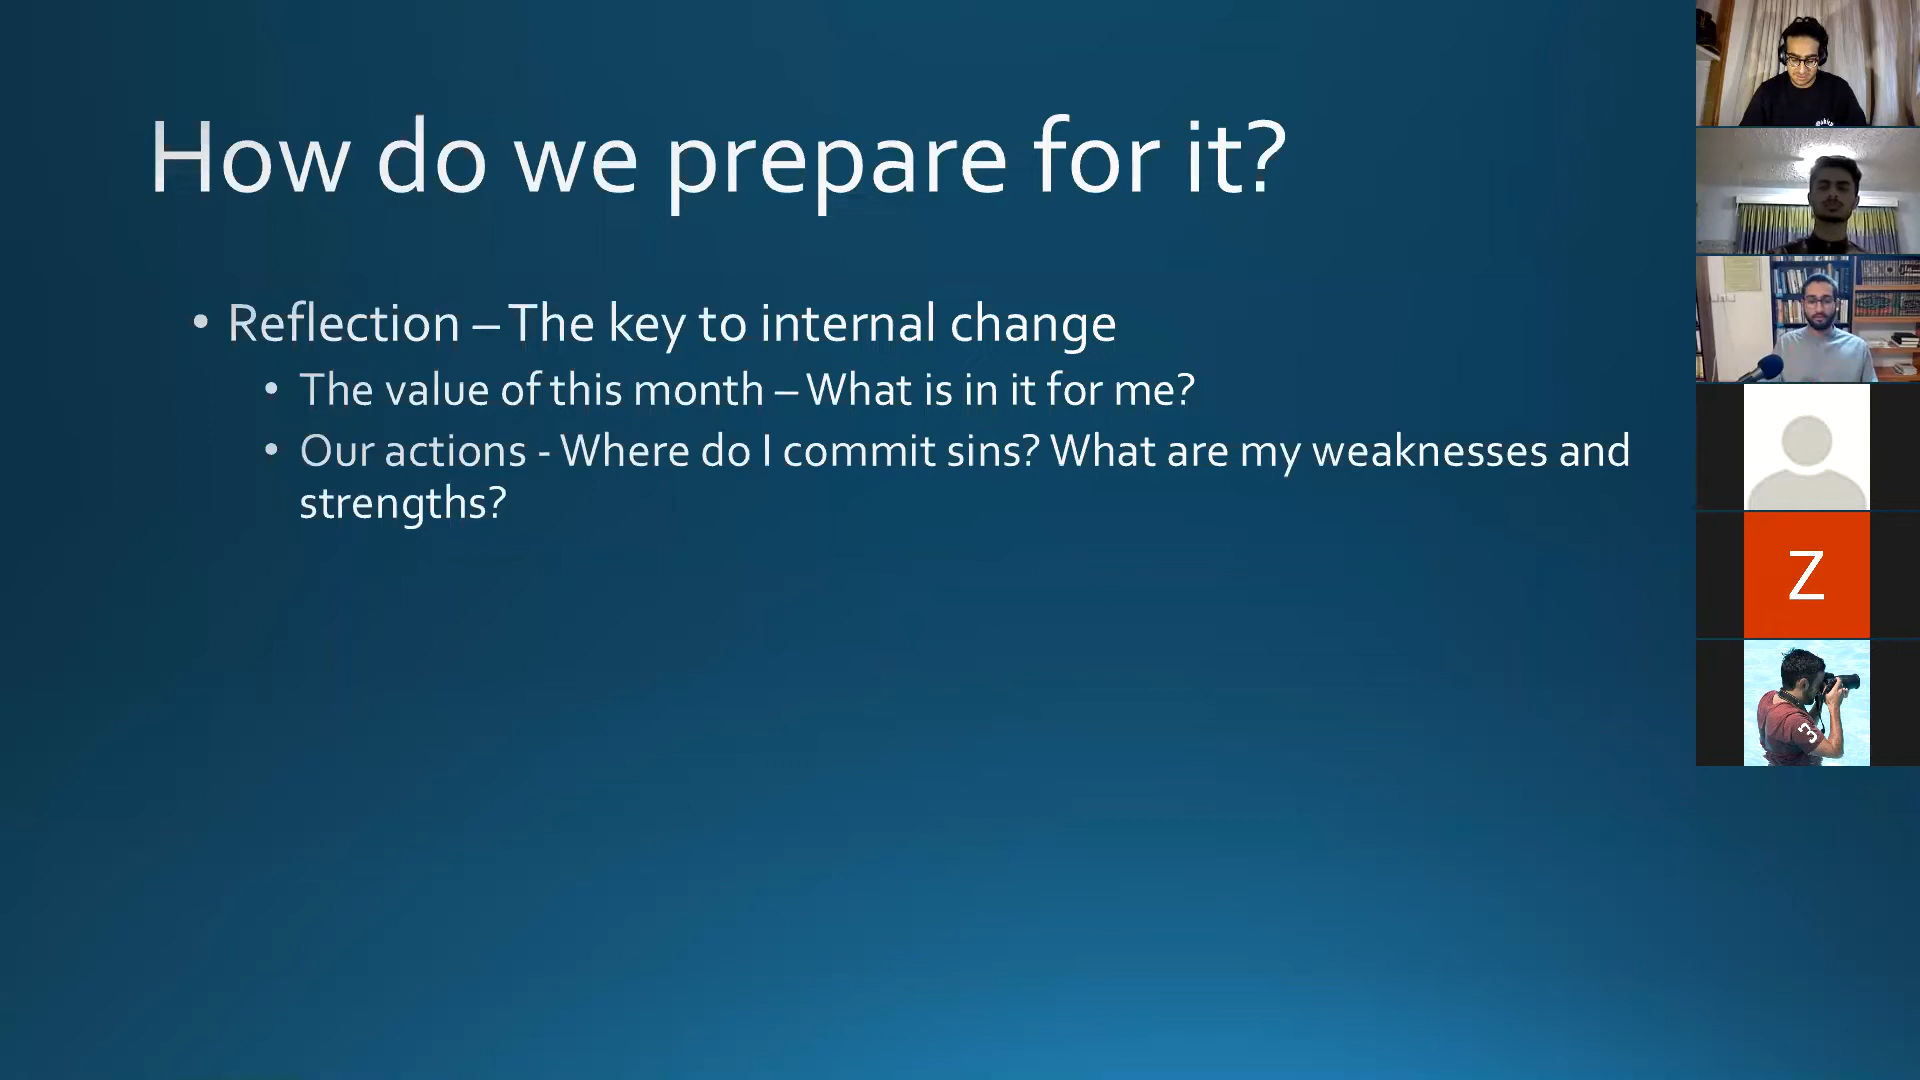 How do we prepare for it?
• Reflection – The key to internal change
• The value of this month – What is in it for me?
• Our actions - Where do I commit sins? What are my weaknesses and
strengths?
Z
3